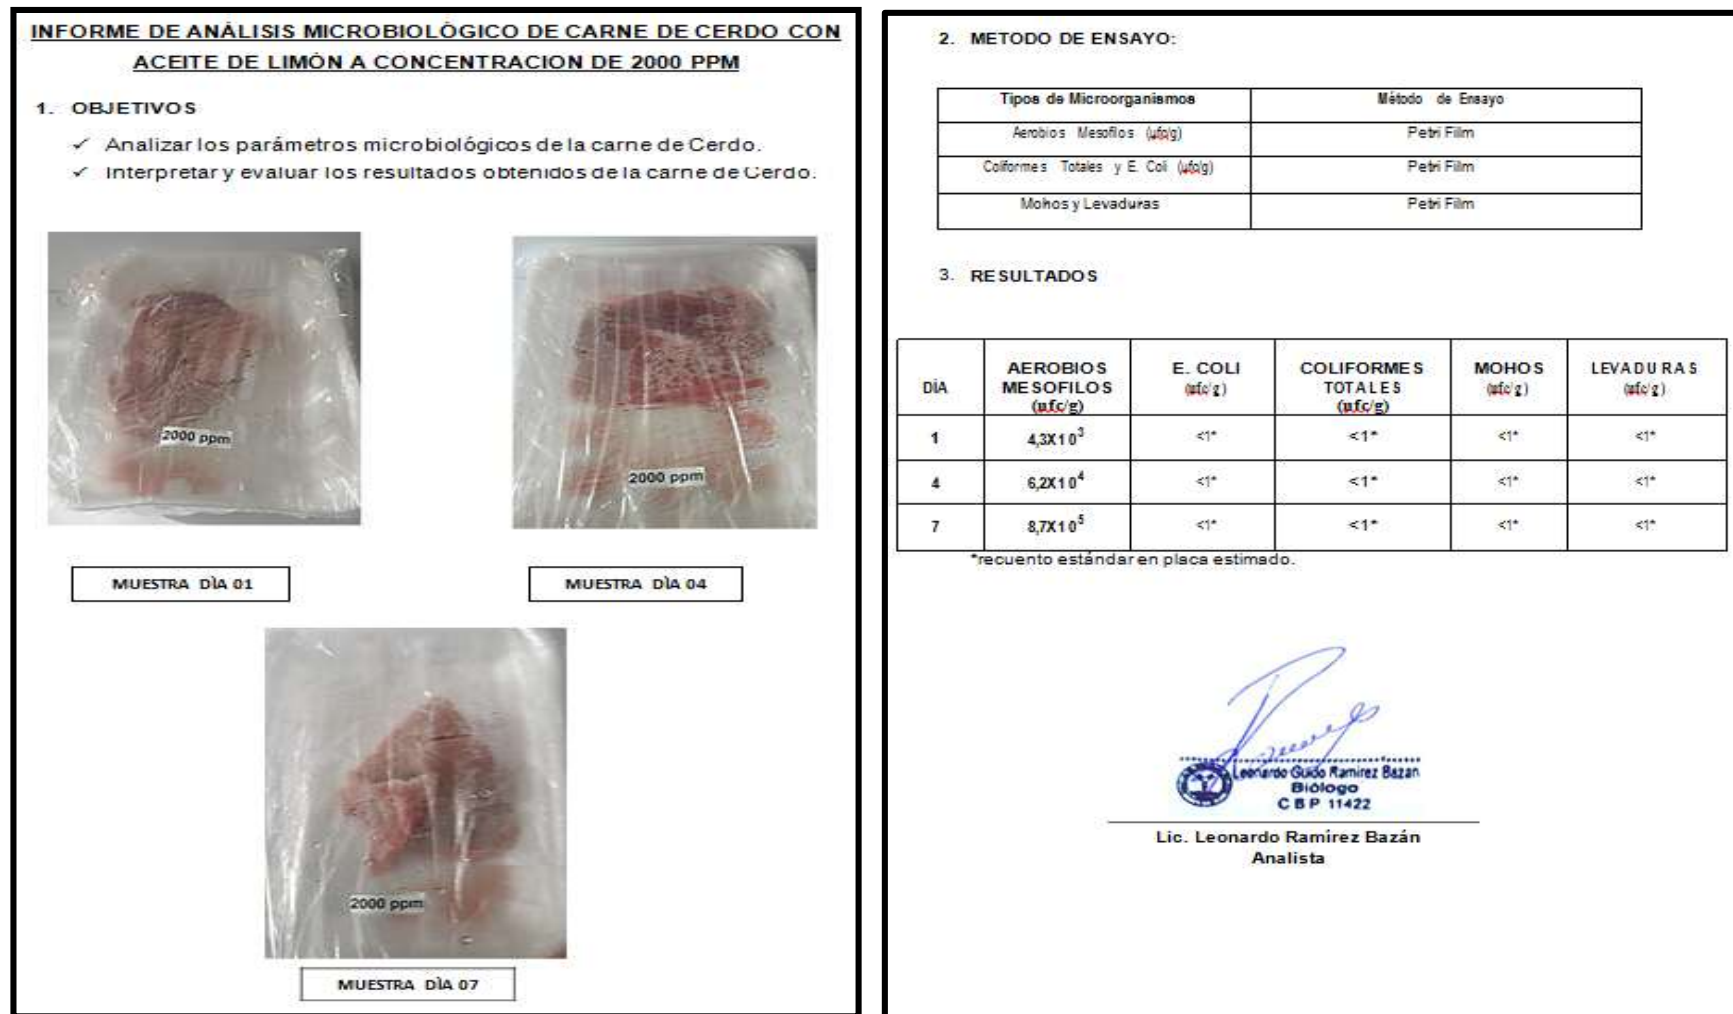 INFORME DE ANÁLISIS MICROBIOLÓGICO DE CARNE DE CERDO CON
ACEITE DE LIMÓN A CONCENTRACION DE 2000 PPM
1. OBJETIVOS
✓ Analizar los parámetros microbiológicos de la carne de Cerdo.
✓ Interpretar y evaluar los resultados obtenidos de la carne de Cerdo.
2000 ppm
2000 ppm
MUESTRA DÌA 01
MUESTRA DÌA 04
2000 ppm
MUESTRA DÌA 07
2. METODO DE ENSAYO:
Tipos de Microorganismos Método de Ensayo
Aerobios Mesofilos (ufc/g) Petri Film
Coliformes Totales y E. Coli (ufc/g) Petri Film
Mohos y Levaduras Petri Film
3. RESULTADOS
DÌA AEROBIOS MESOFILOS (ufc/g) E. COLI (ufc/g) COLIFORMES TOTALES (ufc/g) MOHOS (ufc/g) LEVADURAS (ufc/g)
1 4,3X10³ <1* <1* <1* <1*
4 6,2X10⁴ <1* <1* <1* <1*
7 8,7X10⁵ <1* <1* <1* <1*
*recuento estándar en placa estimado.
Leonardo Guido Ramirez Bazan
Biólogo
C B P 11422
Lic. Leonardo Ramírez Bazán
Analista